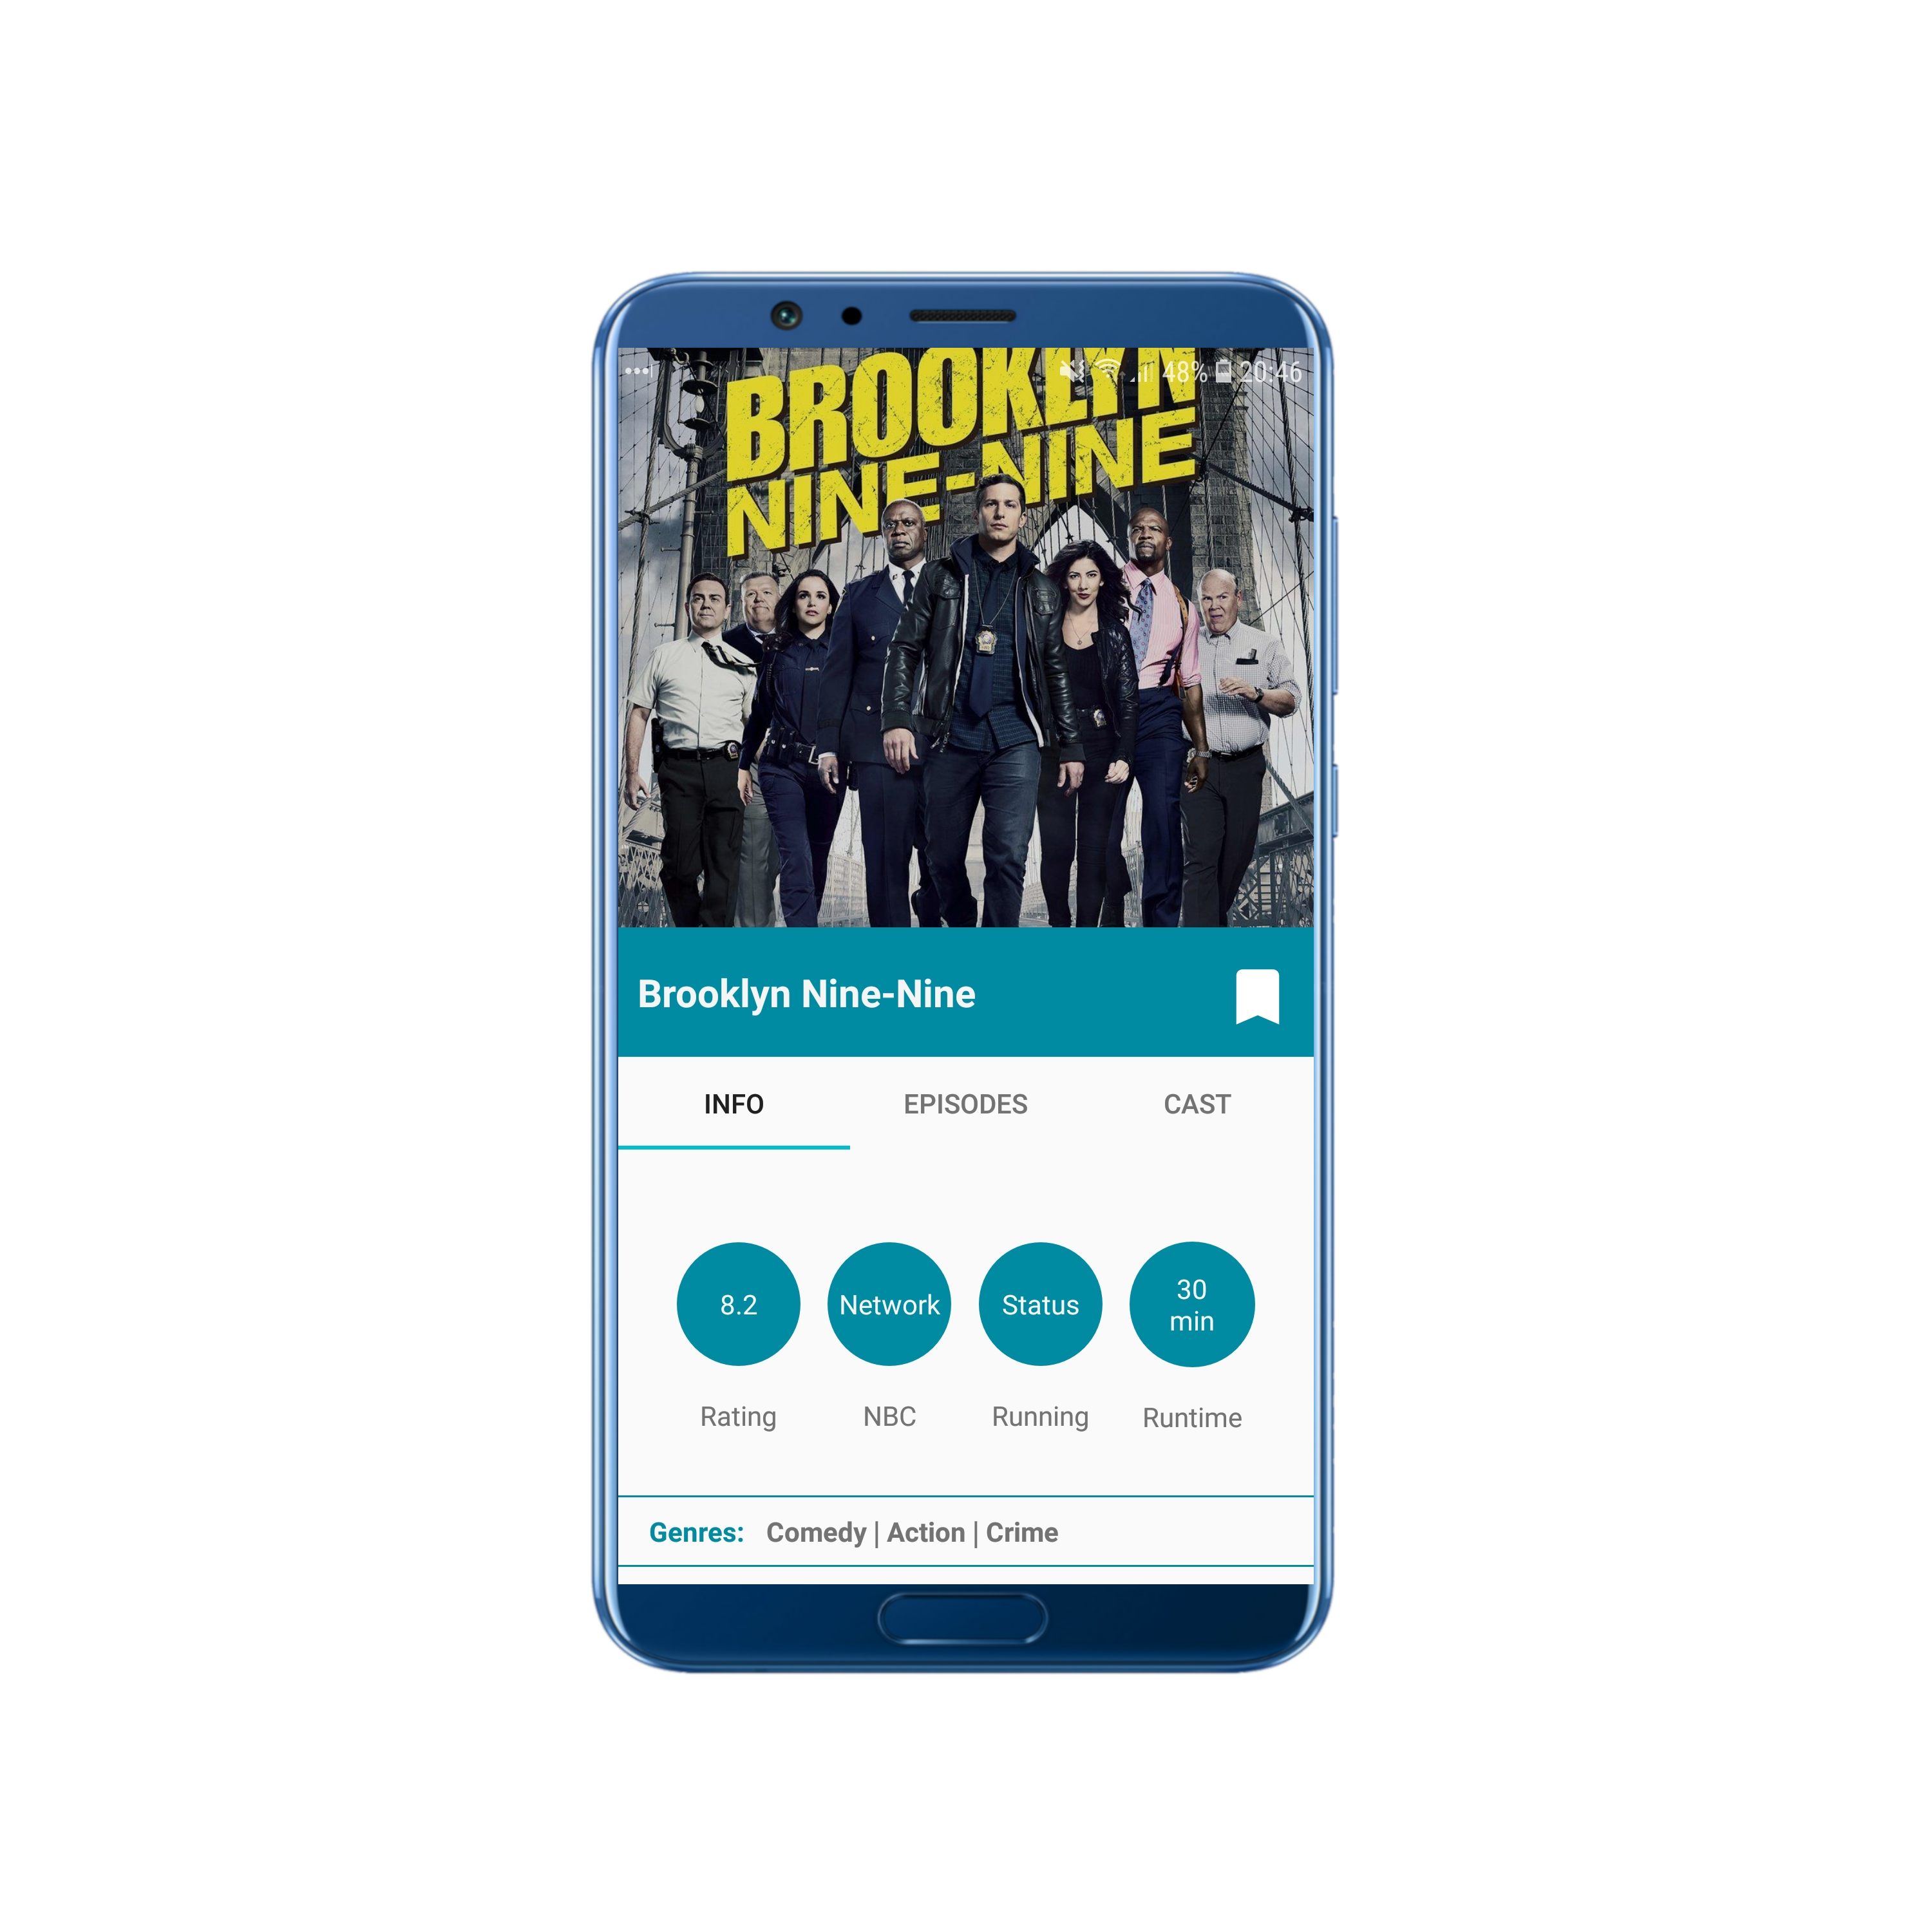 48% 20:46
BROOKLYN
NINE-NINE
Brooklyn Nine-Nine
INFO EPISODES CAST
8.2 Network Status 30
min
Rating NBC Running Runtime
Genres: Comedy | Action | Crime